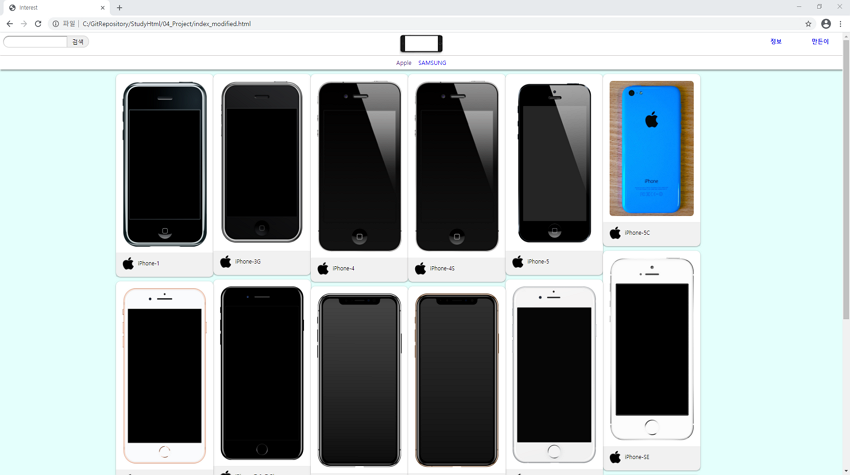 Interest
파일 | C:/GitRepository/StudyHtml/04_Project/index_modified.html
검색
정보
만든이
Apple SAMSUNG
iPhone-1
iPhone-3G
iPhone-4
iPhone-4S
iPhone-5
iPhone
iPhone-5C
iPhone-SE